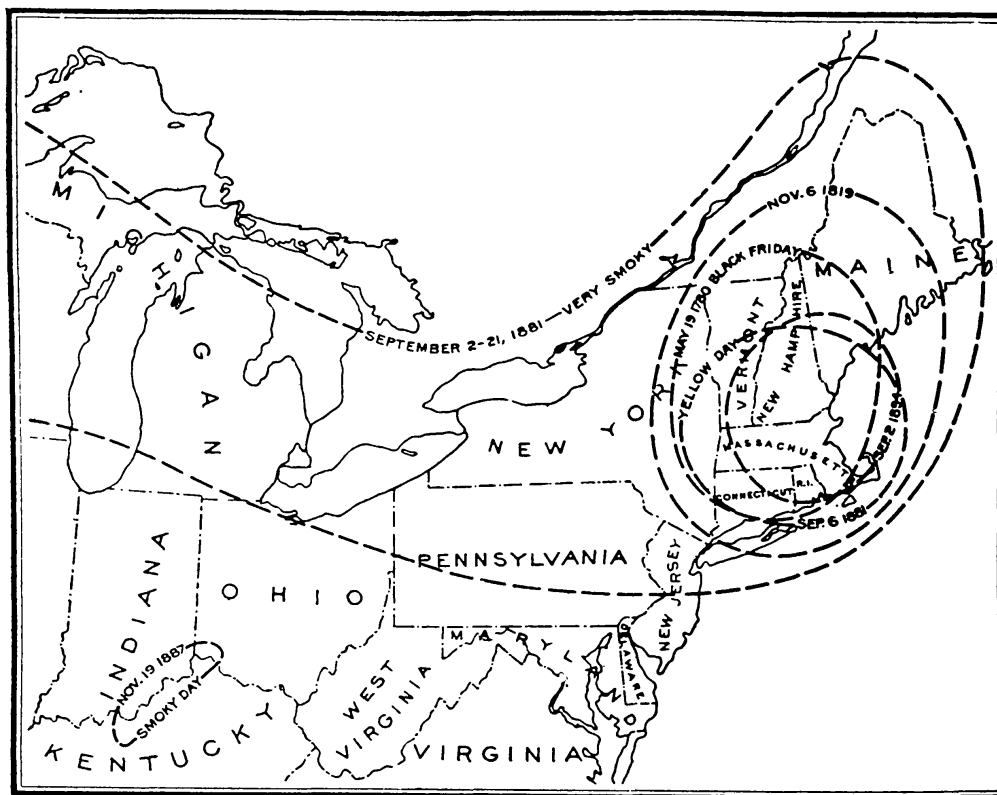 NOV. 6 1819
MAINE
MICHIGAN
MAY 19 1780 BLACK FRIDAY
SEPTEMBER 2-21, 1881—VERY SMOKY
YELLOW DAY
VERMONT
NEW HAMPSHIRE
NEW YORK
SEP. 2 1894
MASSACHUSETTS
CONNECTICUT
R.I.
SEP. 6 1881
PENNSYLVANIA
NEW JERSEY
INDIANA
OHIO
MARYLAND
DELAWARE
NOV. 19 1887
SMOKY DAY
WEST
VIRGINIA
KENTUCKY
VIRGINIA